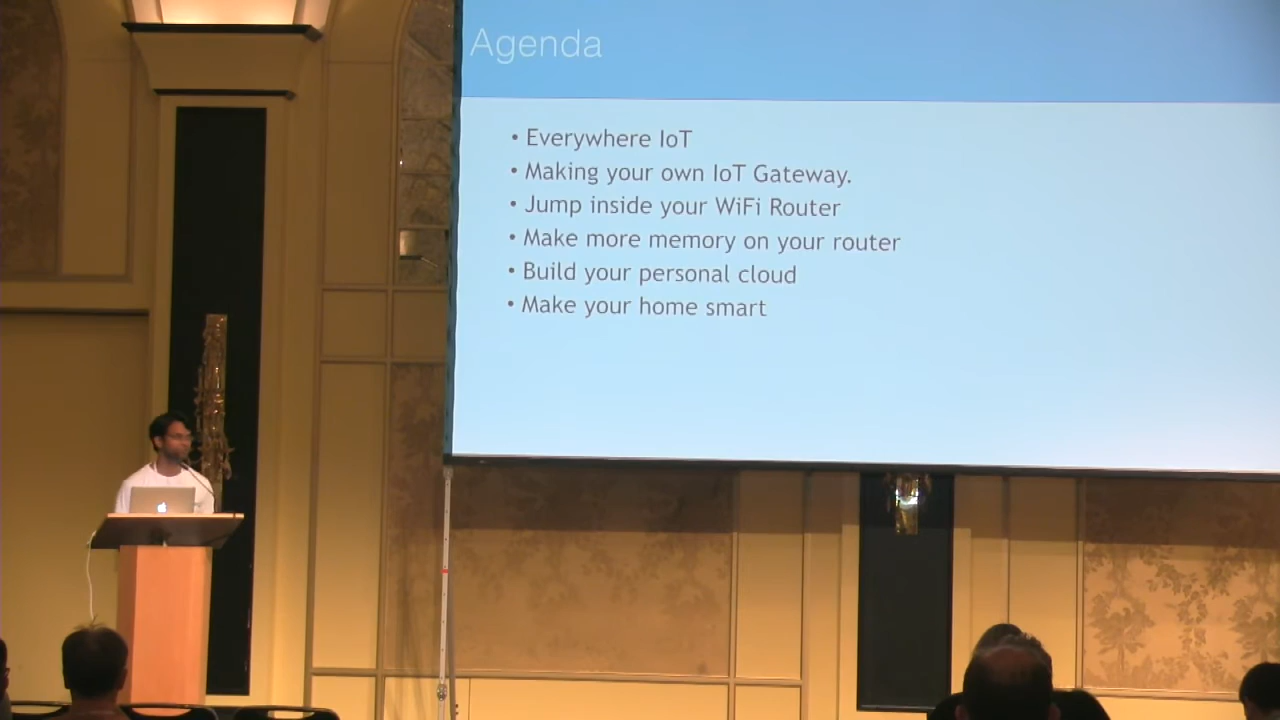 Agenda
• Everywhere IoT
• Making your own IoT Gateway.
• Jump inside your WiFi Router
• Make more memory on your router
• Build your personal cloud
• Make your home smart